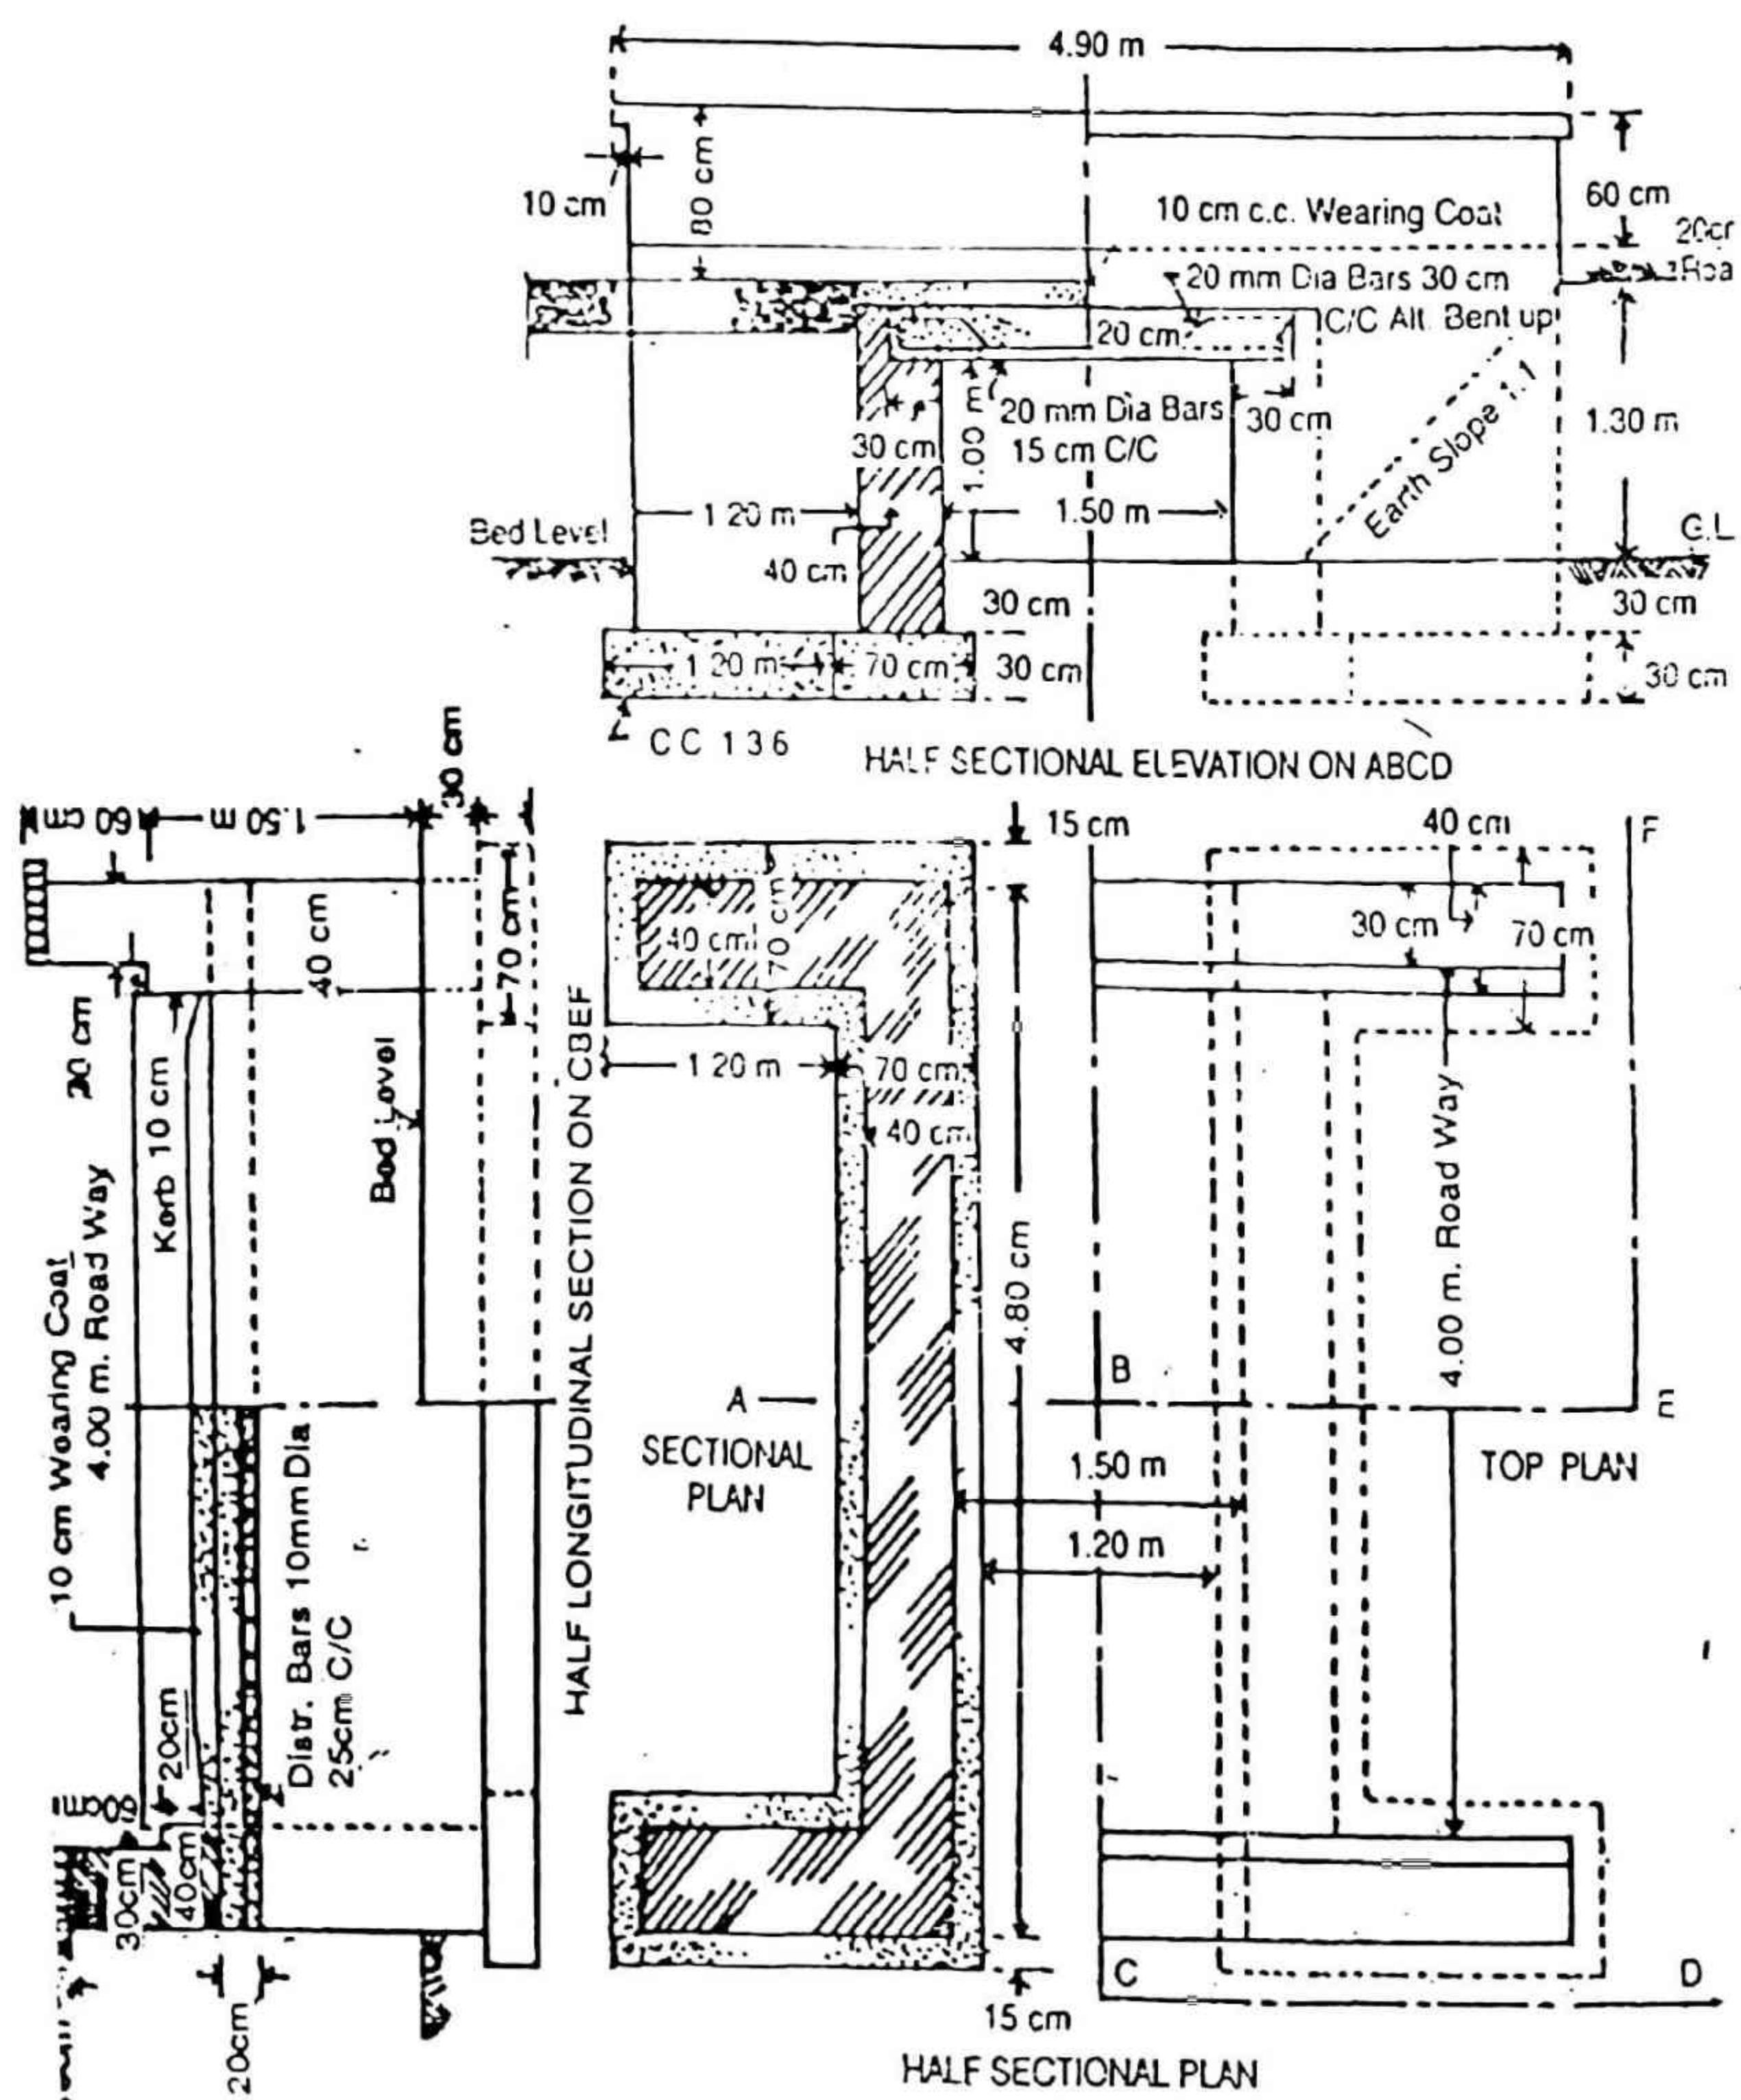 4.90 m
80 cm
10 cm
60 cm
10 cm c.c. Wearing Coat
20 mm Dia Bars 30 cm
C/C Alt. Bent up
20 cm
20 mm Dia Bars
15 cm C/C
30 cm
30 cm
1.00 m
1.30 m
Earth Slope 1:1
1 20 m
1.50 m
Bed Level
G.L
40 cm
30 cm
30 cm
1 20 m
70 cm
30 cm
30 cm
C C 1 3 6
HALF SECTIONAL ELEVATION ON ABCD
60 cm
1.50 m
30 cm
15 cm
40 cm
F
40 cm
70 cm
40 cm
70 cm
30 cm
70 cm
20 cm
Kerb 10 cm
Bed Level
1 20 m
70 cm
40 cm
10 cm Wearing Coat
4.00 m. Road Way
HALF LONGITUDINAL SECTION ON CBEF
4.80 cm
4.00 m. Road Way
A
B
E
SECTIONAL
PLAN
1.50 m
TOP PLAN
1.20 m
Distr. Bars 10mm Dia
25cm C/C
20cm
60cm
30cm
40cm
20cm
C
D
15 cm
HALF SECTIONAL PLAN